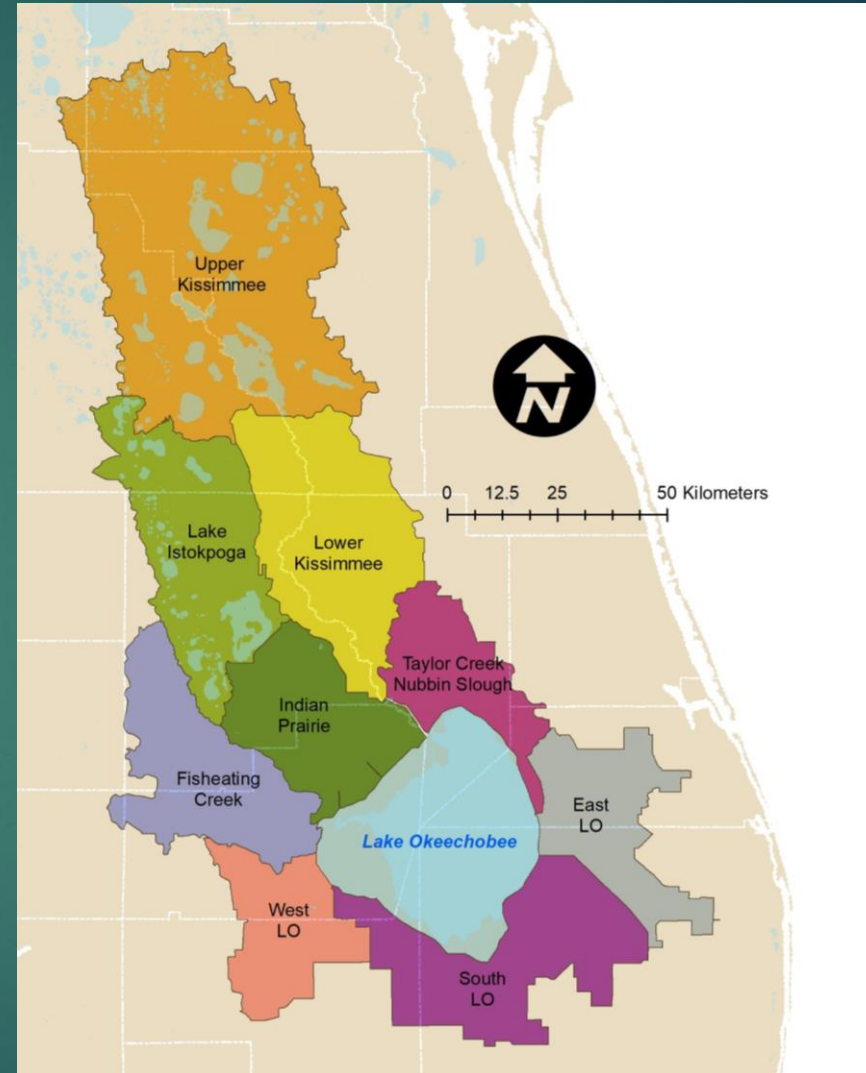 Upper
Kissimmee
N
0 12.5 25 50 Kilometers
Lake
Istokpoga
Lower
Kissimmee
Taylor Creek
Nubbin Slough
Indian
Prairie
Fisheating
Creek
East
LO
Lake Okeechobee
West
LO
South
LO